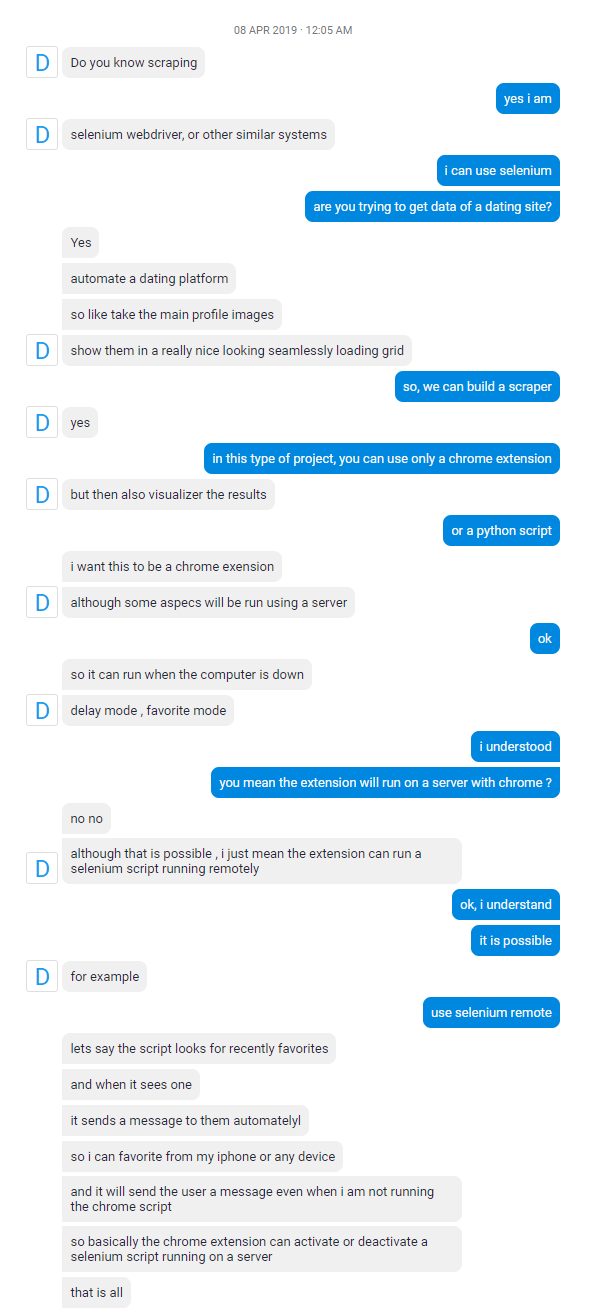 08 APR 2019 · 12:05 AM
D
Do you know scraping
yes i am
D
selenium webdriver, or other similar systems
i can use selenium
are you trying to get data of a dating site?
Yes
automate a dating platform
so like take the main profile images
D
show them in a really nice looking seamlessly loading grid
so, we can build a scraper
D
yes
in this type of project, you can use only a chrome extension
D
but then also visualizer the results
or a python script
i want this to be a chrome exension
D
although some aspecs will be run using a server
ok
so it can run when the computer is down
D
delay mode , favorite mode
i understood
you mean the extension will run on a server with chrome ?
no no
D
although that is possible , i just mean the extension can run a
selenium script running remotely
ok, i understand
it is possible
D
for example
use selenium remote
lets say the script looks for recently favorites
and when it sees one
it sends a message to them automatelyl
so i can favorite from my iphone or any device
and it will send the user a message even when i am not running
the chrome script
so basically the chrome extension can activate or deactivate a
selenium script running on a server
that is all